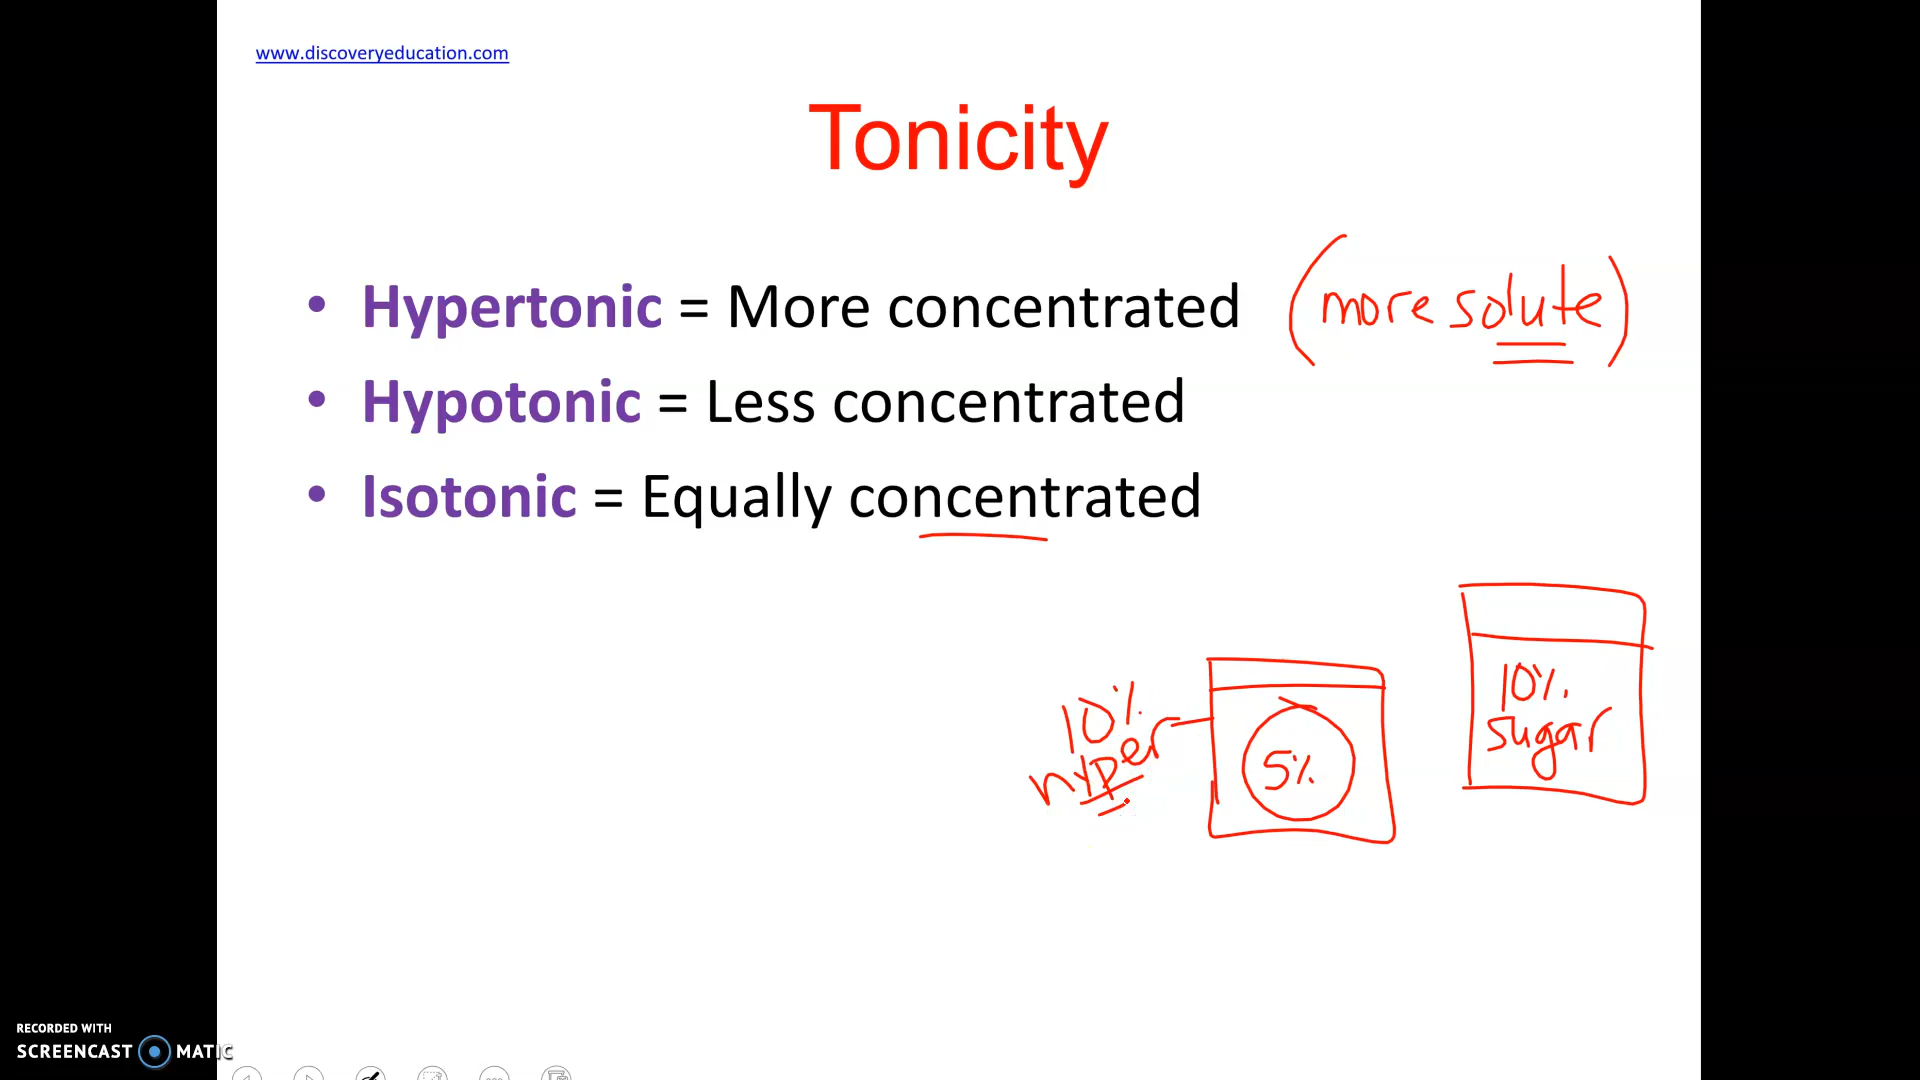 www.discoveryeducation.com
Tonicity
• Hypertonic = More concentrated (more solute)
• Hypotonic = Less concentrated
• Isotonic = Equally concentrated
10%
hyper
5%
10%
sugar
RECORDED WITH
SCREENCAST MATIC